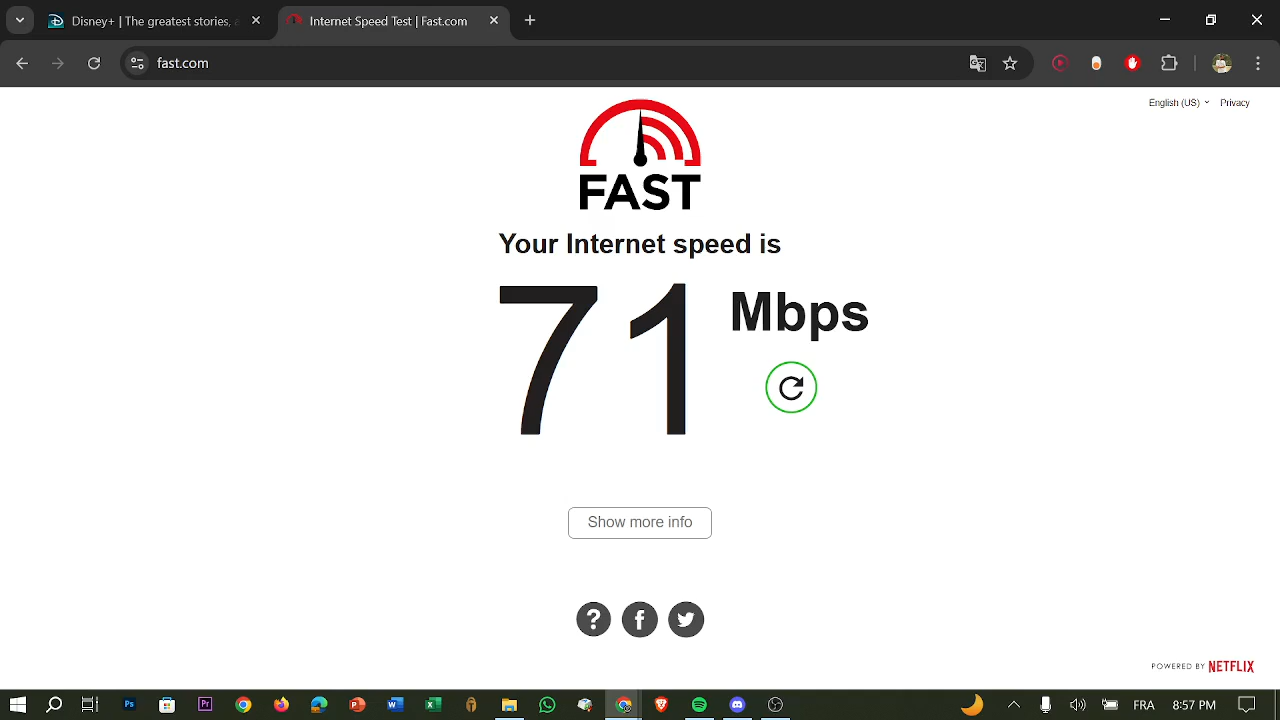 Disney+ | The greatest stories, a
Internet Speed Test | Fast.com
fast.com
English (US)
Privacy
FAST
Your Internet speed is
71 Mbps
Show more info
POWERED BY NETFLIX
FRA
8:57 PM